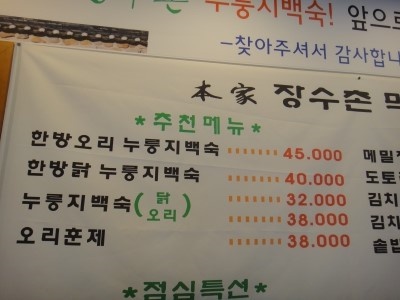 누룽지백숙! 앞으로
-찾아주셔서 감사합니
本家 장수촌
*추천메뉴*
한방오리 누룽지백숙 ------- 45.000
한방닭 누룽지백숙 ------- 40.000
누룽지백숙(닭 오리) ------- 32.000
38.000
오리훈제 ------- 38.000
메밀
도토
김치
김치
솥밥
*점심특선*